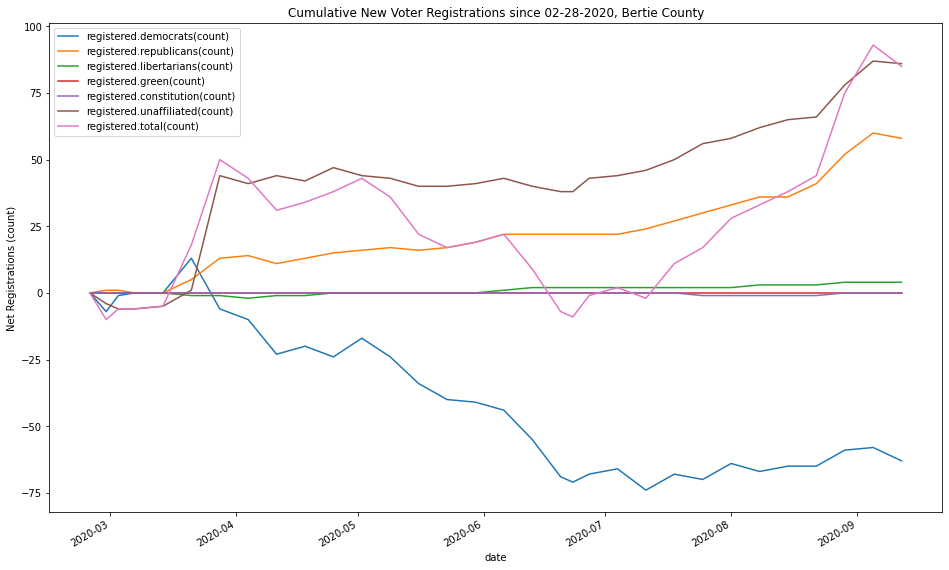 Cumulative New Voter Registrations since 02-28-2020, Bertie County
registered.democrats(count)
registered.republicans(count)
registered.libertarians(count)
registered.green(count)
registered.constitution(count)
registered.unaffiliated(count)
registered.total(count)
Net Registrations (count)
100
75
50
25
0
−25
−50
−75
2020-03
2020-04
2020-05
2020-06
2020-07
2020-08
2020-09
date